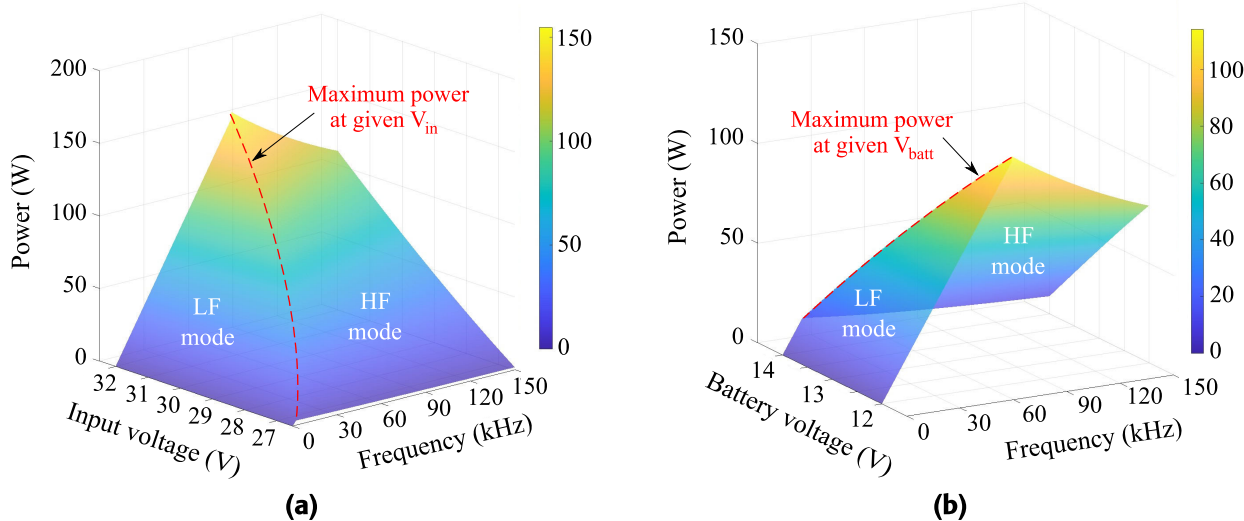 200
150
100
50
0
Power (W)
Maximum power
at given V_in
LF
mode
HF
mode
32
31
30
29
28
27
Input voltage (V)
0
30
60
90
120
150
Frequency (kHz)
150
100
50
0
(a)
150
100
50
0
Power (W)
Maximum power
at given V_batt
LF
mode
HF
mode
14
13
12
Battery voltage (V)
0
30
60
90
120
150
Frequency (kHz)
100
80
60
40
20
0
(b)